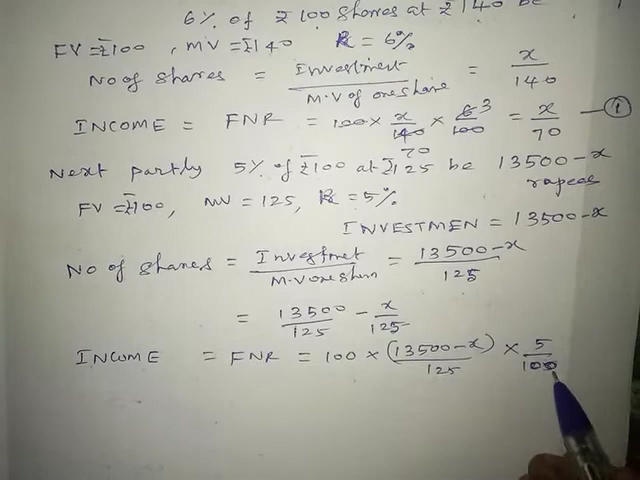 6% of ₹100 shares at ₹140 be
FV = ₹100, MV = ₹140 R = 6%
No of shares = Investment / M.V of one share = x / 140
INCOME = FNR = 100 × x/140 × 6/100 = x/70 — ①
70 3
Next partly 5% of ₹100 at ₹125 be 13500 - x
rupees
FV = ₹100, MV = 125, R = 5%
INVESTMEN = 13500 - x
No of shares = Investmet / M.V one shern = 13500 - x / 125
= 13500/125 - x/125
INCOME = FNR = 100 × (13500 - x)/125 × 5/100